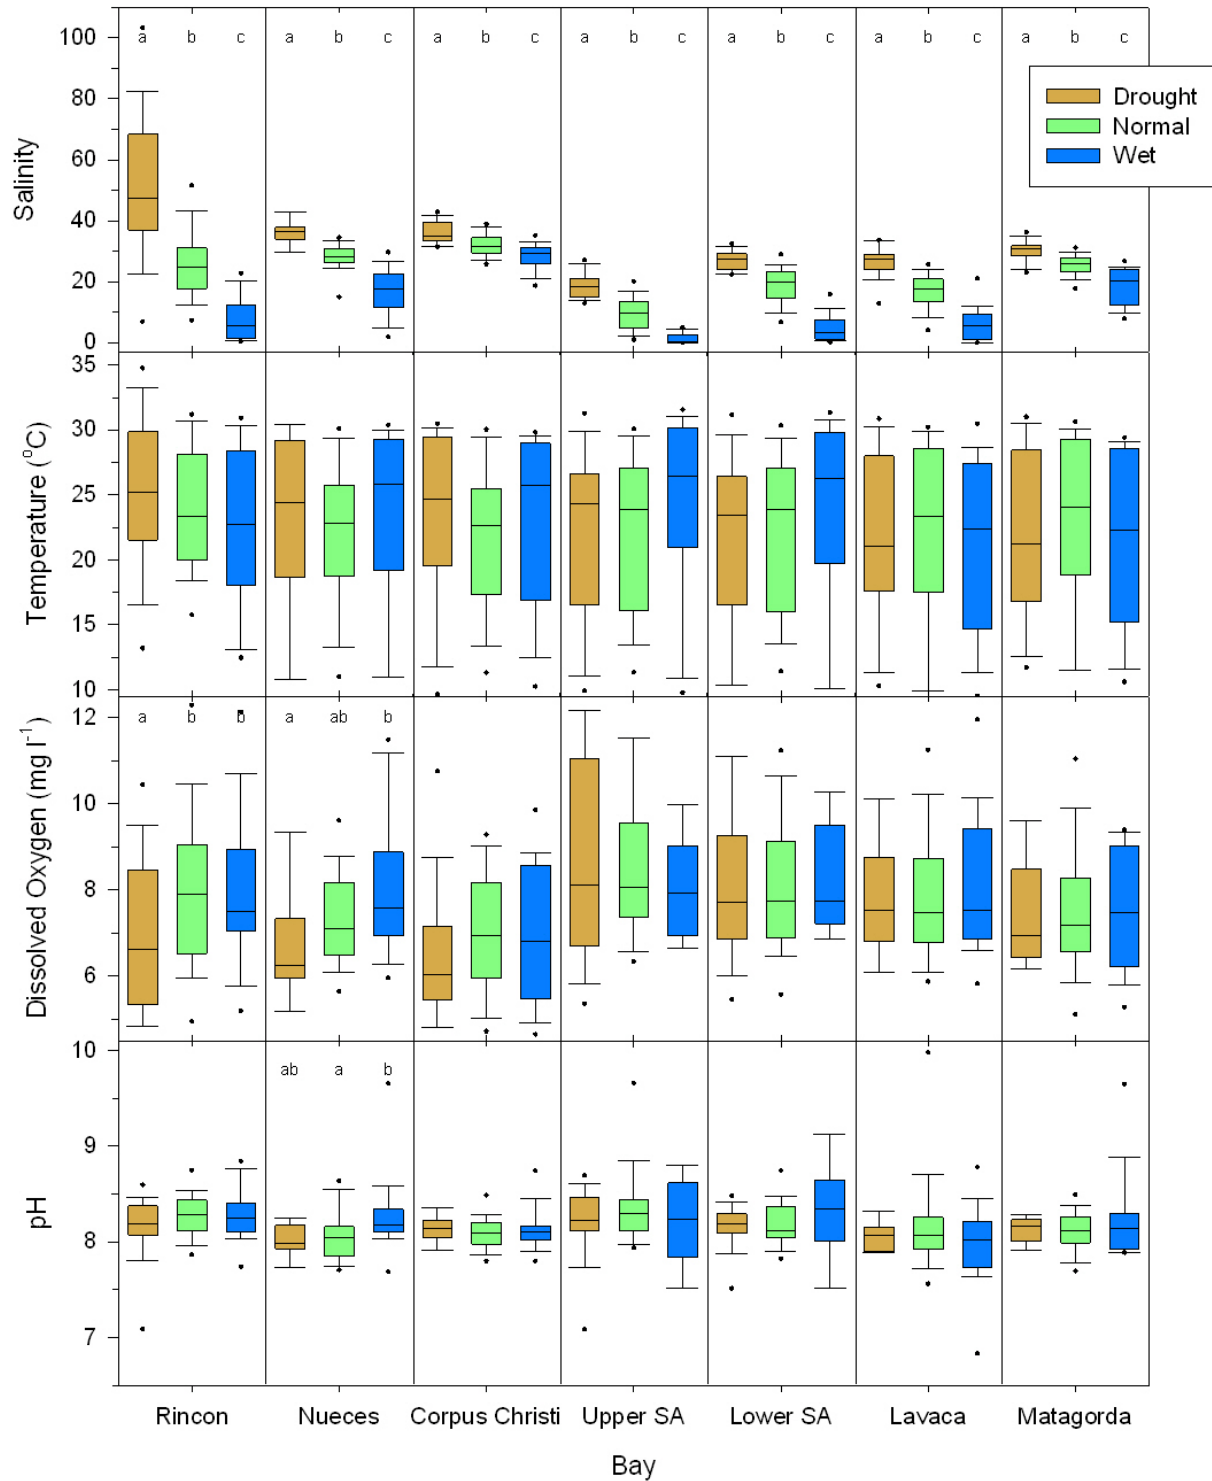 100
a b c a b c a b c a b c a b c a b c a b c
Drought
Normal
Wet
80
60
40
20
0
Salinity
35
30
25
20
15
10
Temperature (°C)
12
a b b a ab b
10
8
6
Dissolved Oxygen (mg l⁻¹)
10
ab a b
9
8
7
pH
Rincon Nueces Corpus Christi Upper SA Lower SA Lavaca Matagorda
Bay